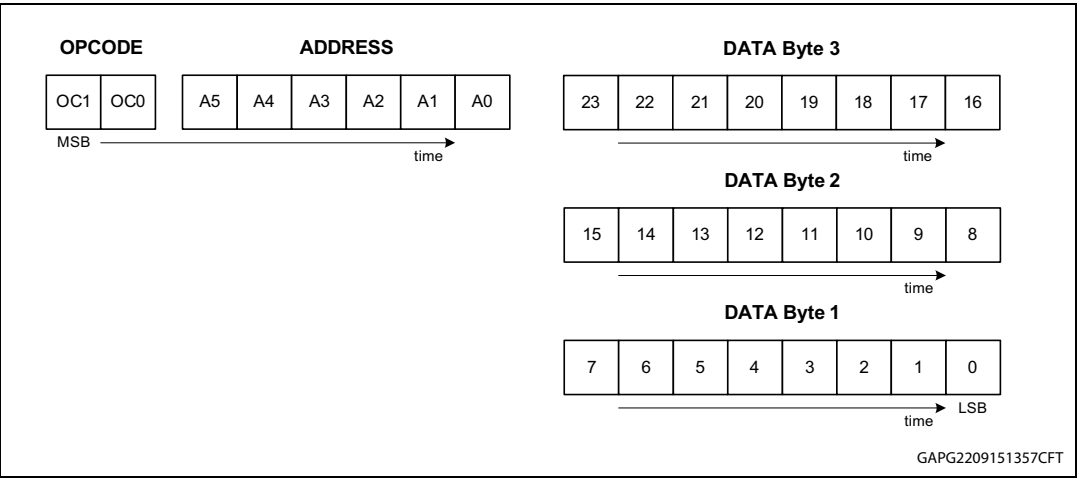 OPCODE ADDRESS DATA Byte 3
OC1 OC0 A5 A4 A3 A2 A1 A0 23 22 21 20 19 18 17 16
MSB time time
DATA Byte 2
15 14 13 12 11 10 9 8
time
DATA Byte 1
7 6 5 4 3 2 1 0
time LSB
GAPG2209151357CFT